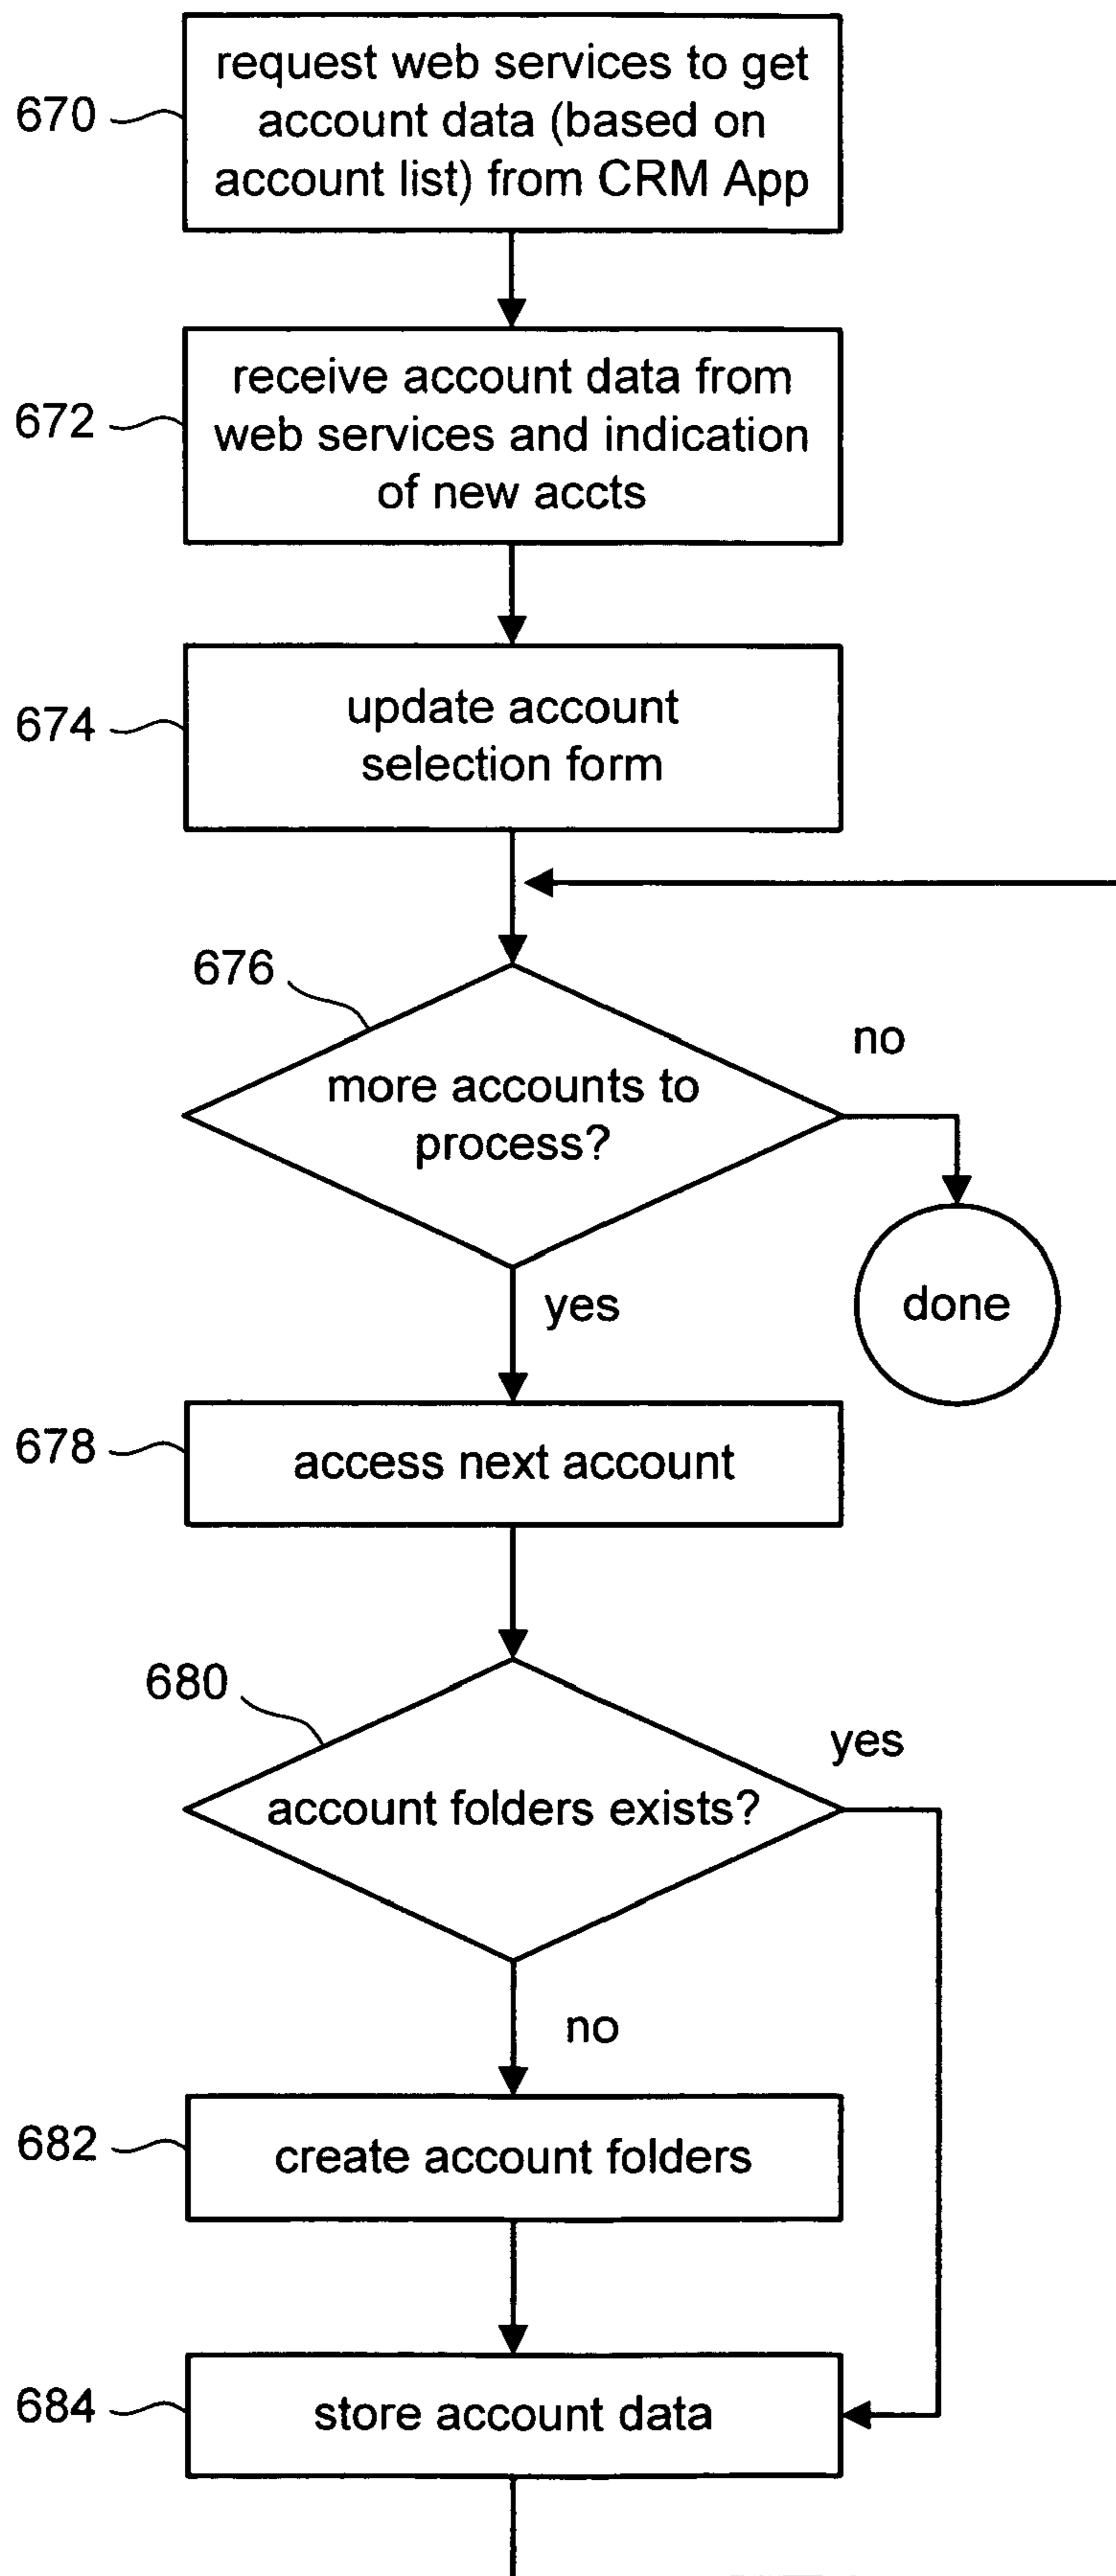 670
request web services to get
account data (based on
account list) from CRM App
672
receive account data from
web services and indication
of new accts
674
update account
selection form
676
more accounts to
process?
no
done
yes
678
access next account
680
account folders exists?
yes
no
682
create account folders
684
store account data